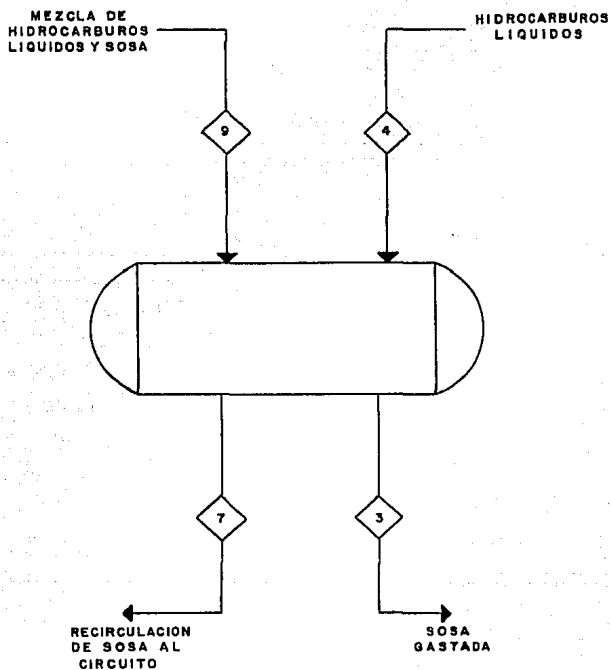 MEZCLA DE
HIDROCARBUROS
LIQUIDOS Y SOSA
HIDROCARBUROS
LIQUIDOS
9
4
7
3
RECIRCULACION
DE SOSA AL
CIRCUITO
SOSA
GASTADA